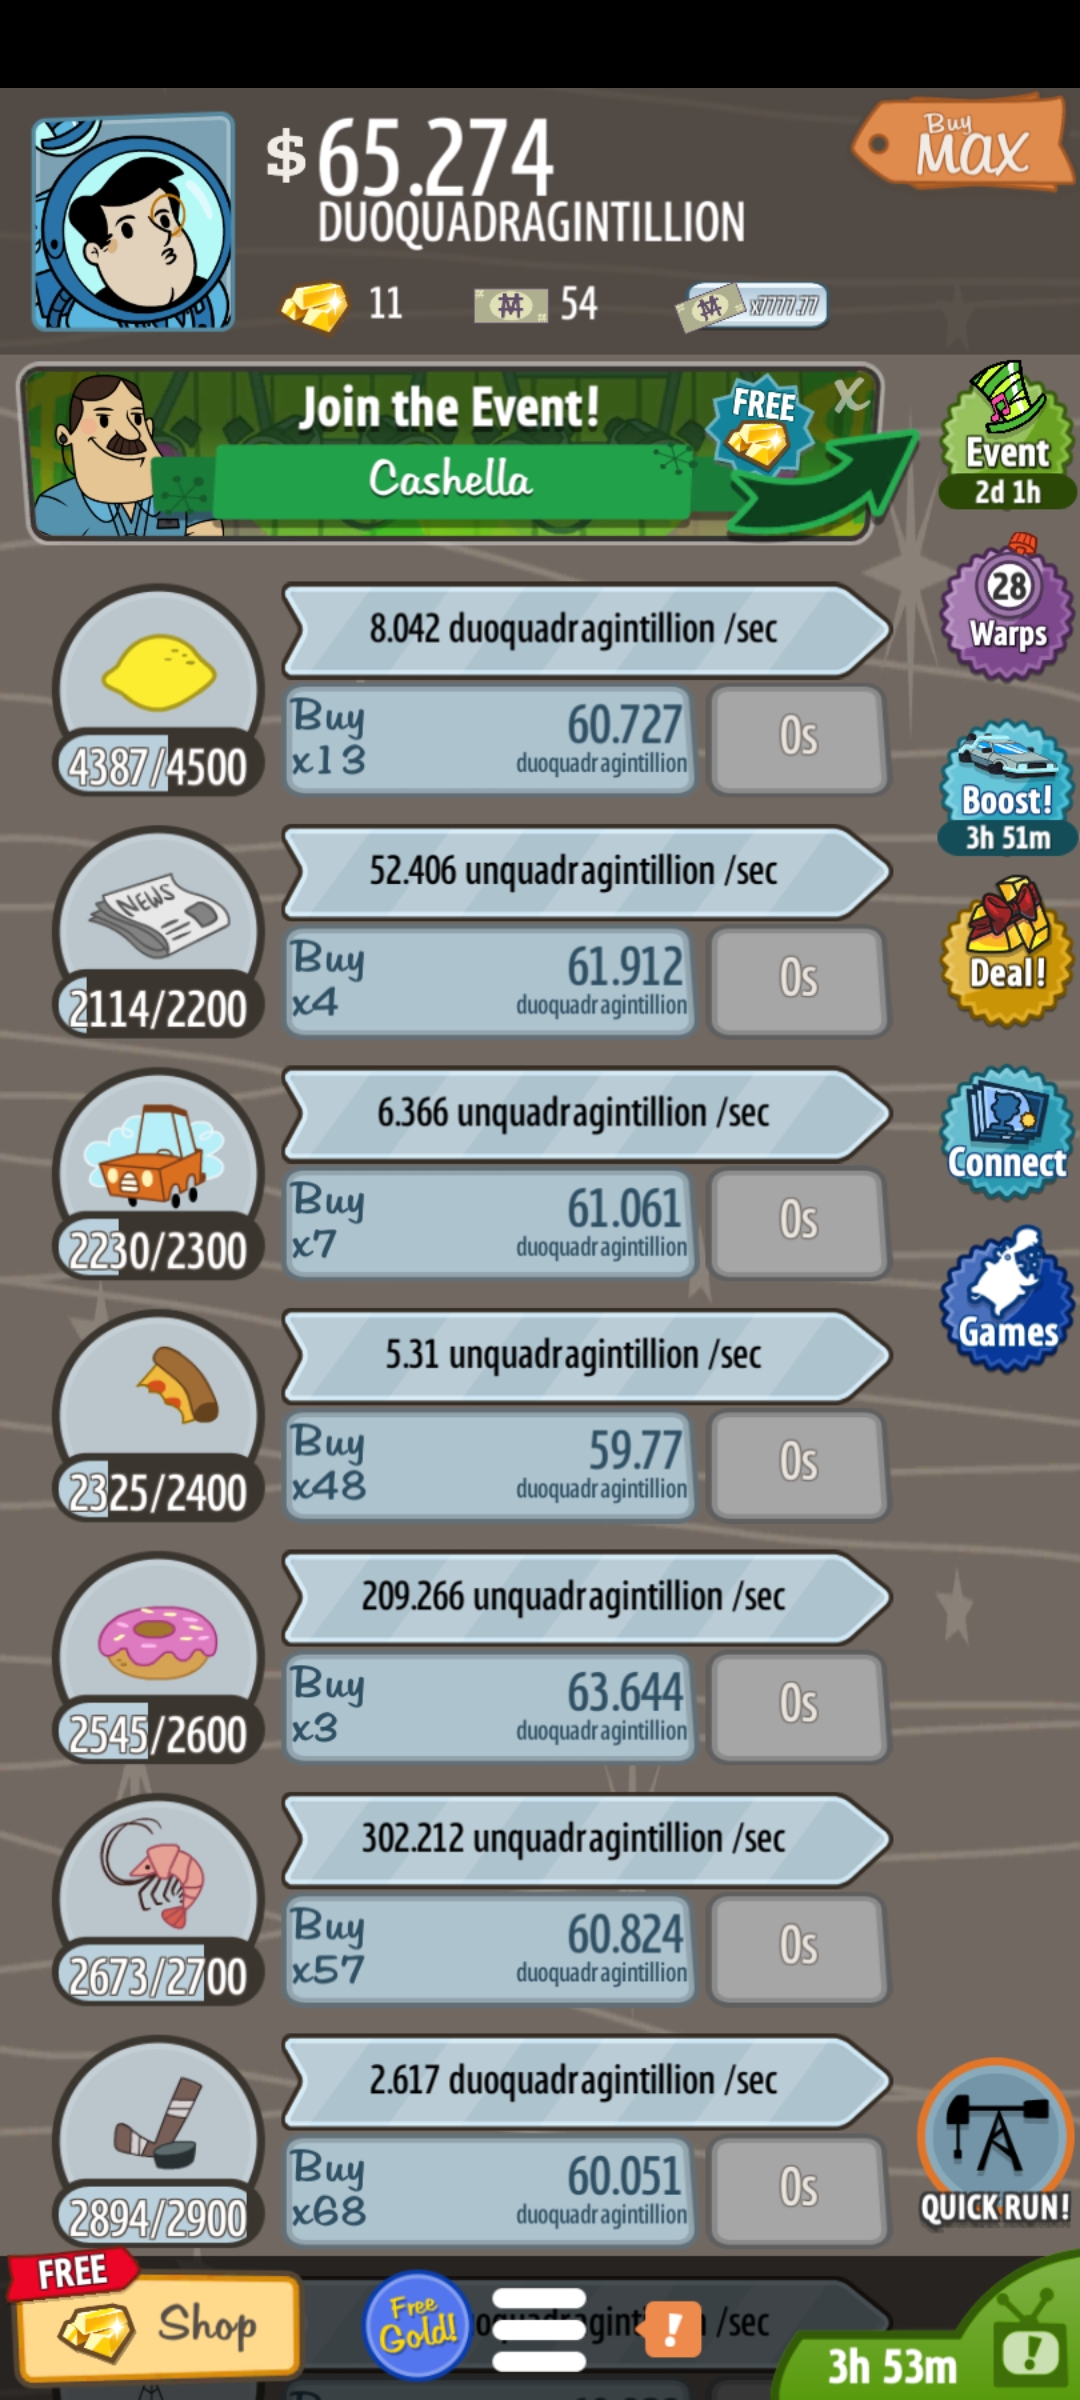 Buy
MAX
$65.274
DUOQUADRAGINTILLION
11
54
x7777.77
Join the Event!
Cashella
FREE
X
Event
2d 1h
8.042 duoquadragintillion /sec
Buy
x13
60.727
duoquadragintillion
0s
4387/4500
28
Warps
NEWS
52.406 unquadragintillion /sec
Buy
x4
61.912
duoquadragintillion
0s
2114/2200
Boost!
3h 51m
Deal!
6.366 unquadragintillion /sec
Buy
x7
61.061
duoquadragintillion
0s
2230/2300
Connect
5.31 unquadragintillion /sec
Buy
x48
59.77
duoquadragintillion
0s
2325/2400
Games
209.266 unquadragintillion /sec
Buy
x3
63.644
duoquadragintillion
0s
2545/2600
302.212 unquadragintillion /sec
Buy
x57
60.824
duoquadragintillion
0s
2673/2700
2.617 duoquadragintillion /sec
Buy
x68
60.051
duoquadragintillion
0s
2894/2900
QUICK RUN!
FREE
Shop
Free
Gold!
/sec
!
!
3h 53m
Buy